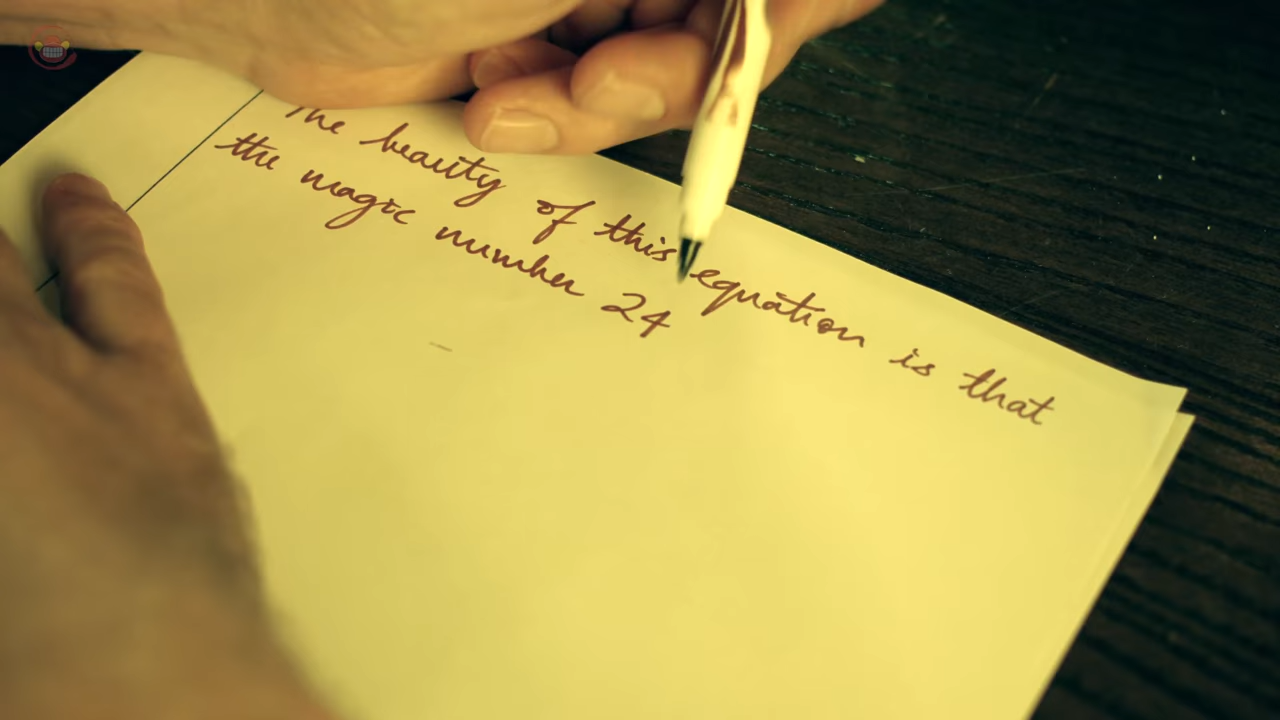 The beauty of this equation is that
the magic number 24